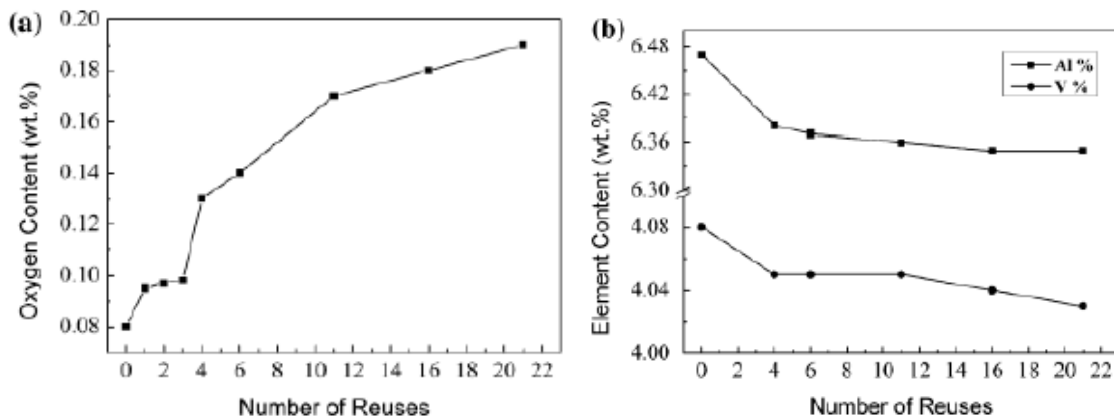 (a)
Oxygen Content (wt.%)
0.20
0.18
0.16
0.14
0.12
0.10
0.08
0 2 4 6 8 10 12 14 16 18 20 22
Number of Reuses
(b)
Element Content (wt.%)
6.48
6.42
6.36
6.30
4.08
4.04
4.00
Al %
V %
0 2 4 6 8 10 12 14 16 18 20 22
Number of Reuses